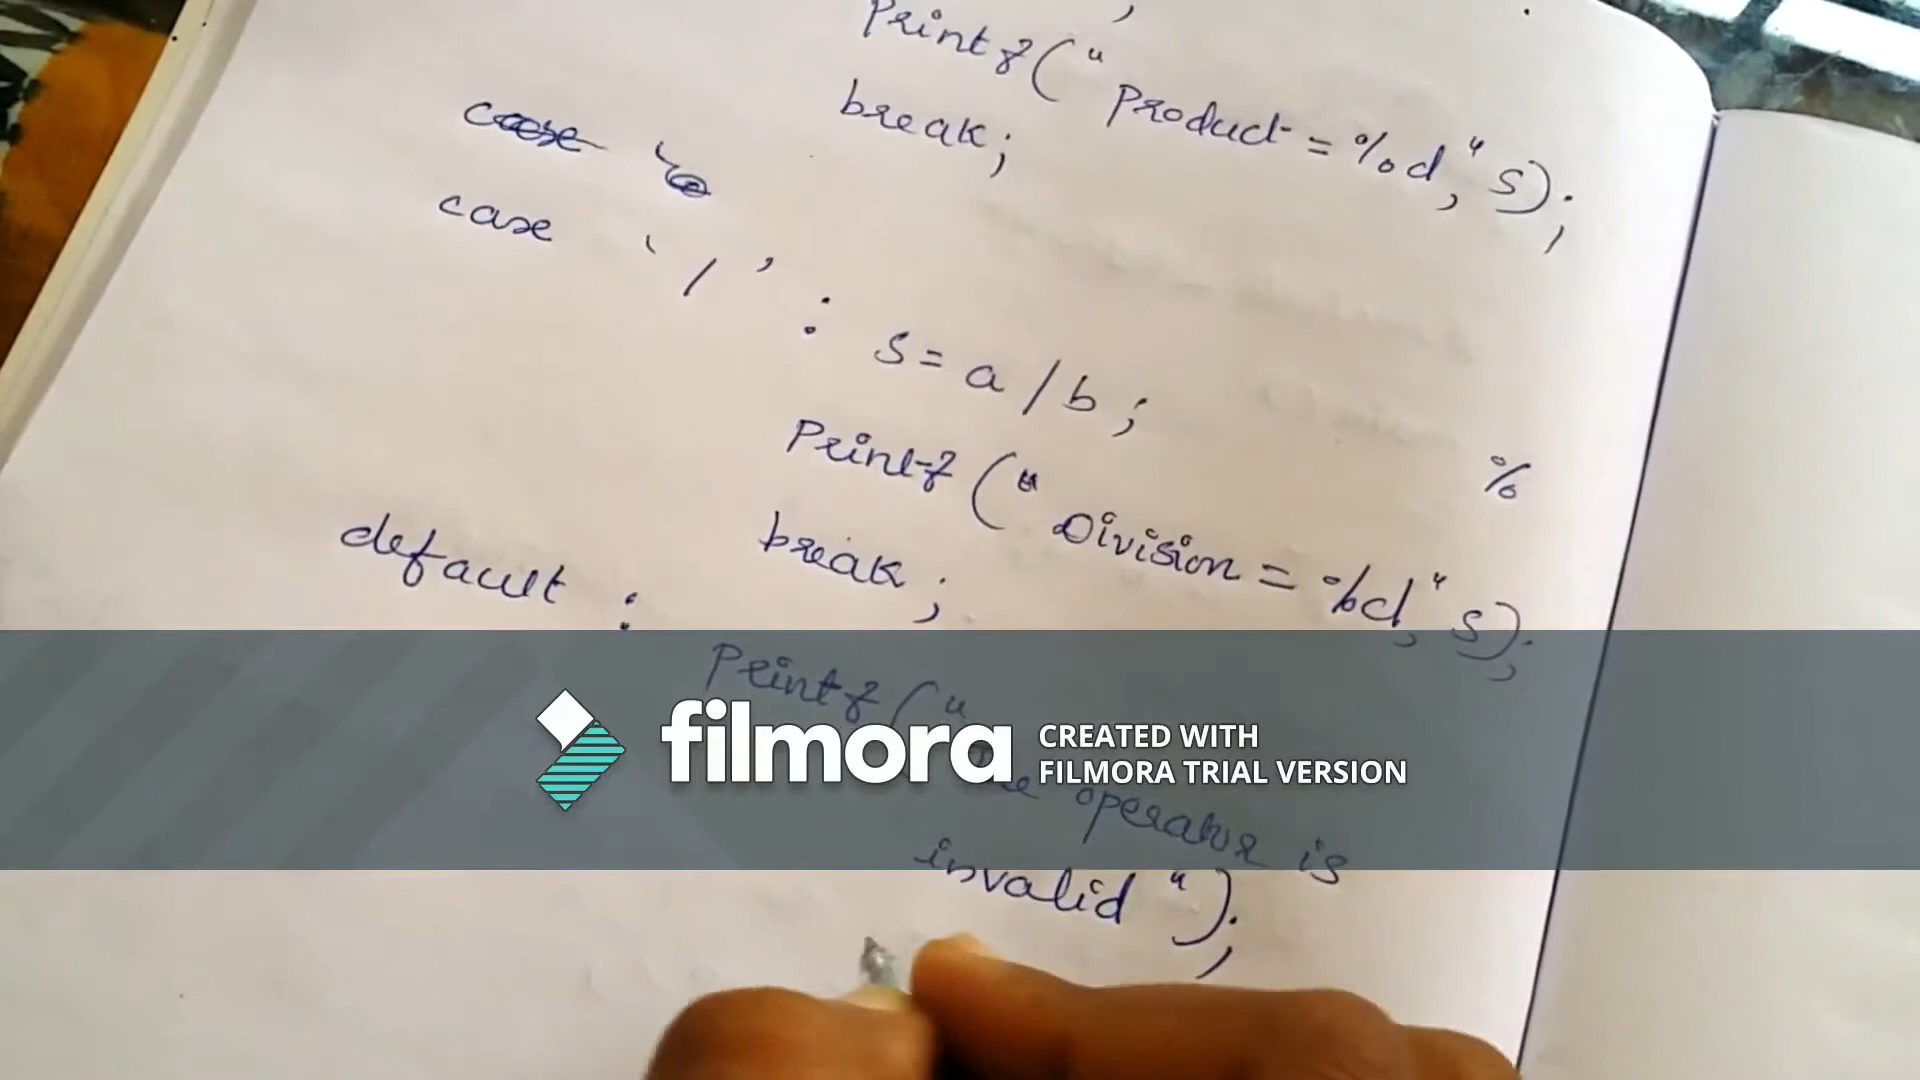 printf("product = %d," s);
break;
case
case '/' : s = a / b;
%
printf("Division = %d," s);
break;
default :
printf("
filmora CREATED WITH
FILMORA TRIAL VERSION
operator is
invalid");